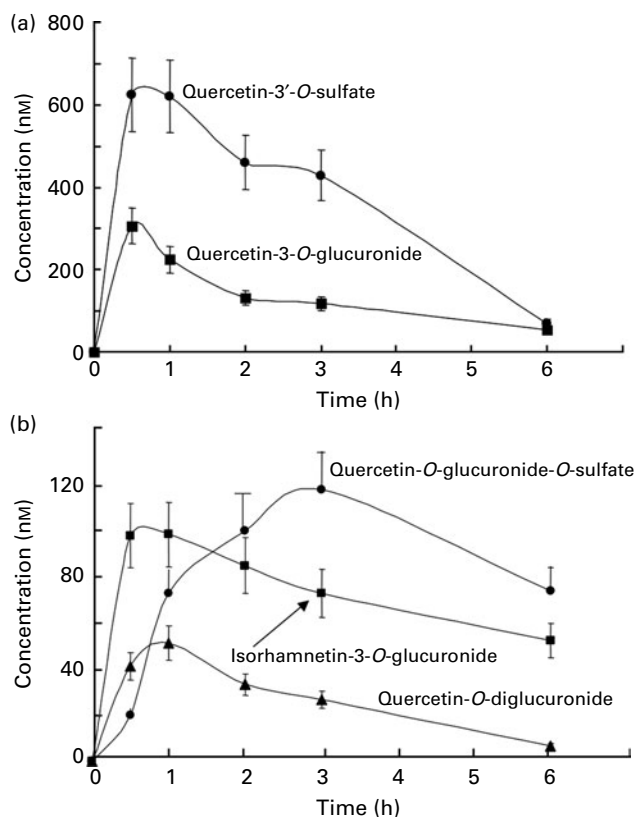 (a)
800
600
400
200
0
Concentration (nM)
Quercetin-3'-O-sulfate
Quercetin-3-O-glucuronide
0 1 2 3 4 5 6
Time (h)
(b)
120
80
40
0
Concentration (nM)
Quercetin-O-glucuronide-O-sulfate
Isorhamnetin-3-O-glucuronide
Quercetin-O-diglucuronide
0 1 2 3 4 5 6
Time (h)